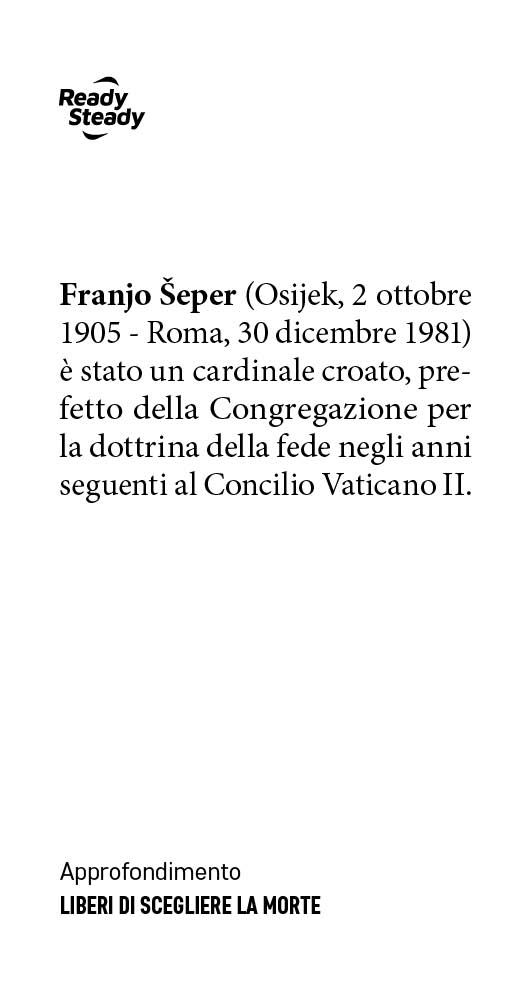 Ready
Steady
Franjo Šeper (Osijek, 2 ottobre
1905 - Roma, 30 dicembre 1981)
è stato un cardinale croato, pre-
fetto della Congregazione per
la dottrina della fede negli anni
seguenti al Concilio Vaticano II.
Approfondimento
LIBERI DI SCEGLIERE LA MORTE